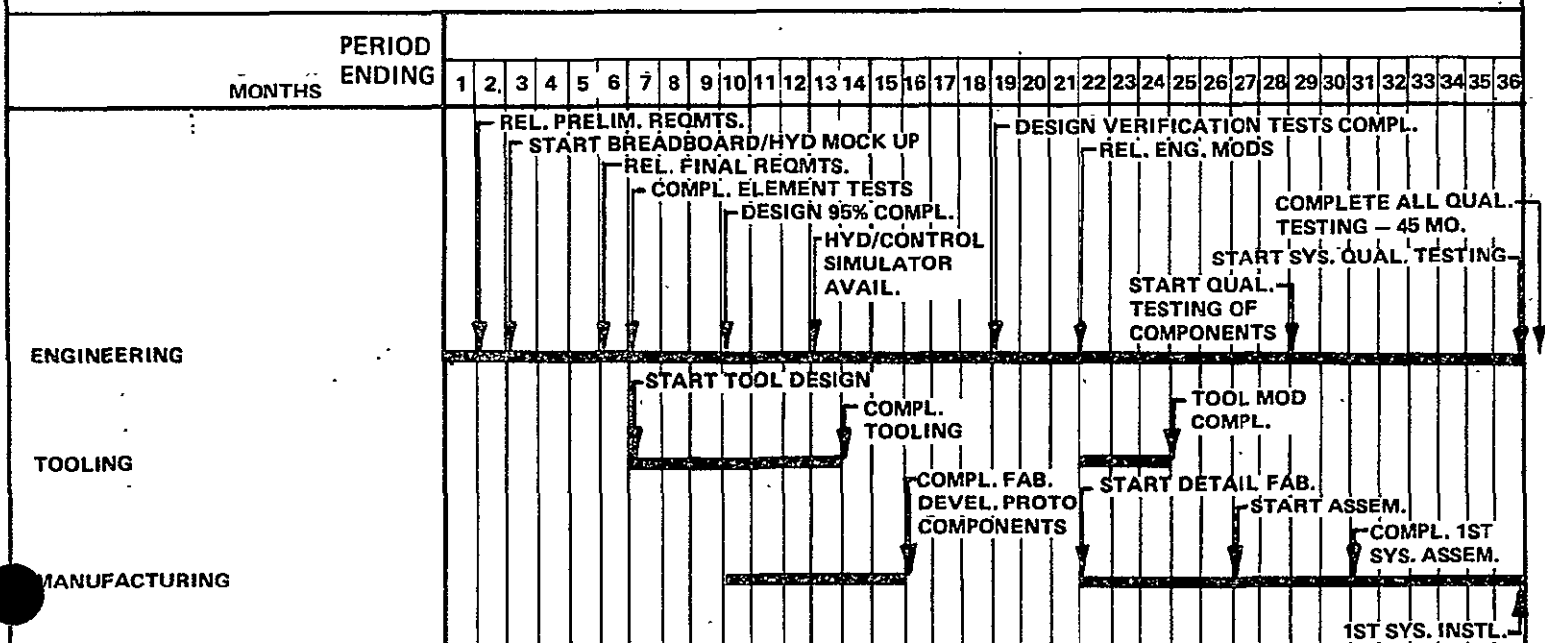 PERIOD
ENDING
MONTHS
1 2 3 4 5 6 7 8 9 10 11 12 13 14 15 16 17 18 19 20 21 22 23 24 25 26 27 28 29 30 31 32 33 34 35 36
REL. PRELIM. REQMTS.
START BREADBOARD/HYD MOCK UP
REL. FINAL REQMTS.
COMPL. ELEMENT TESTS
DESIGN 95% COMPL.
HYD/CONTROL
SIMULATOR
AVAIL.
DESIGN VERIFICATION TESTS COMPL.
REL. ENG. MODS
COMPLETE ALL QUAL.
TESTING – 45 MO.
START SYS. QUAL. TESTING
START QUAL.
TESTING OF
COMPONENTS
ENGINEERING
START TOOL DESIGN
COMPL.
TOOLING
TOOL MOD
COMPL.
TOOLING
COMPL. FAB.
DEVEL. PROTO
COMPONENTS
START DETAIL FAB.
START ASSEM.
COMPL. 1ST
SYS. ASSEM.
MANUFACTURING
1ST SYS. INSTL.